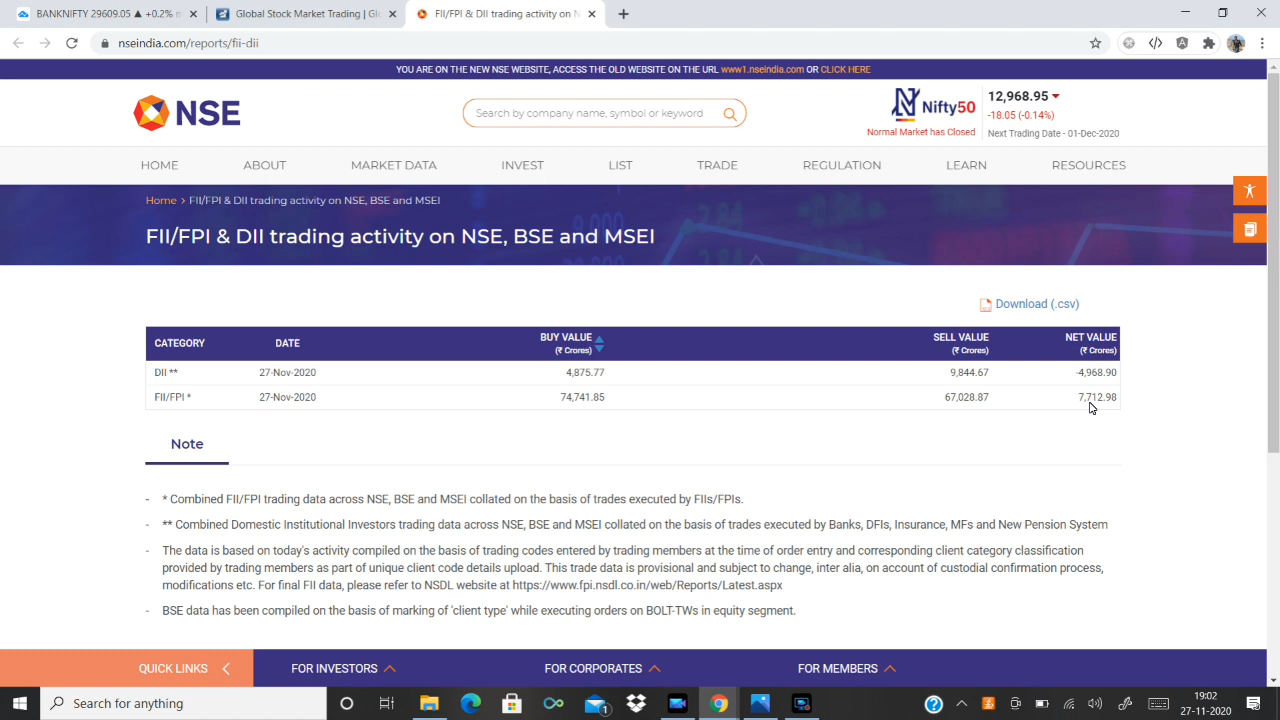 BANKNIFTY 29609.05 ▲ +0.2%
Global Stock Market Trading | Gl
FII/FPI & DII trading activity on N
nseindia.com/reports/fii-dii
YOU ARE ON THE NEW NSE WEBSITE, ACCESS THE OLD WEBSITE ON THE URL www1.nseindia.com OR CLICK HERE
NSE
Search by company name, symbol or keyword
Nifty50
12,968.95
-18.05 (-0.14%)
Normal Market has Closed
Next Trading Date - 01-Dec-2020
HOME ABOUT MARKET DATA INVEST LIST TRADE REGULATION LEARN RESOURCES
Home > FII/FPI & DII trading activity on NSE, BSE and MSEI
FII/FPI & DII trading activity on NSE, BSE and MSEI
Download (.csv)
CATEGORY DATE BUY VALUE (₹ Crores) SELL VALUE (₹ Crores) NET VALUE (₹ Crores)
DII ** 27-Nov-2020 4,875.77 9,844.67 -4,968.90
FII/FPI * 27-Nov-2020 74,741.85 67,028.87 7,712.98
Note
- * Combined FII/FPI trading data across NSE, BSE and MSEI collated on the basis of trades executed by FIIs/FPIs.
- ** Combined Domestic Institutional Investors trading data across NSE, BSE and MSEI collated on the basis of trades executed by Banks, DFIs, Insurance, MFs and New Pension System
- The data is based on today's activity compiled on the basis of trading codes entered by trading members at the time of order entry and corresponding client category classification
provided by trading members as part of unique client code details upload. This trade data is provisional and subject to change, inter alia, on account of custodial confirmation process,
modifications etc. For final FII data, please refer to NSDL website at https://www.fpi.nsdl.co.in/web/Reports/Latest.aspx
- BSE data has been compiled on the basis of marking of 'client type' while executing orders on BOLT-TWs in equity segment.
QUICK LINKS FOR INVESTORS FOR CORPORATES FOR MEMBERS
Search for anything
1
19:02
27-11-2020